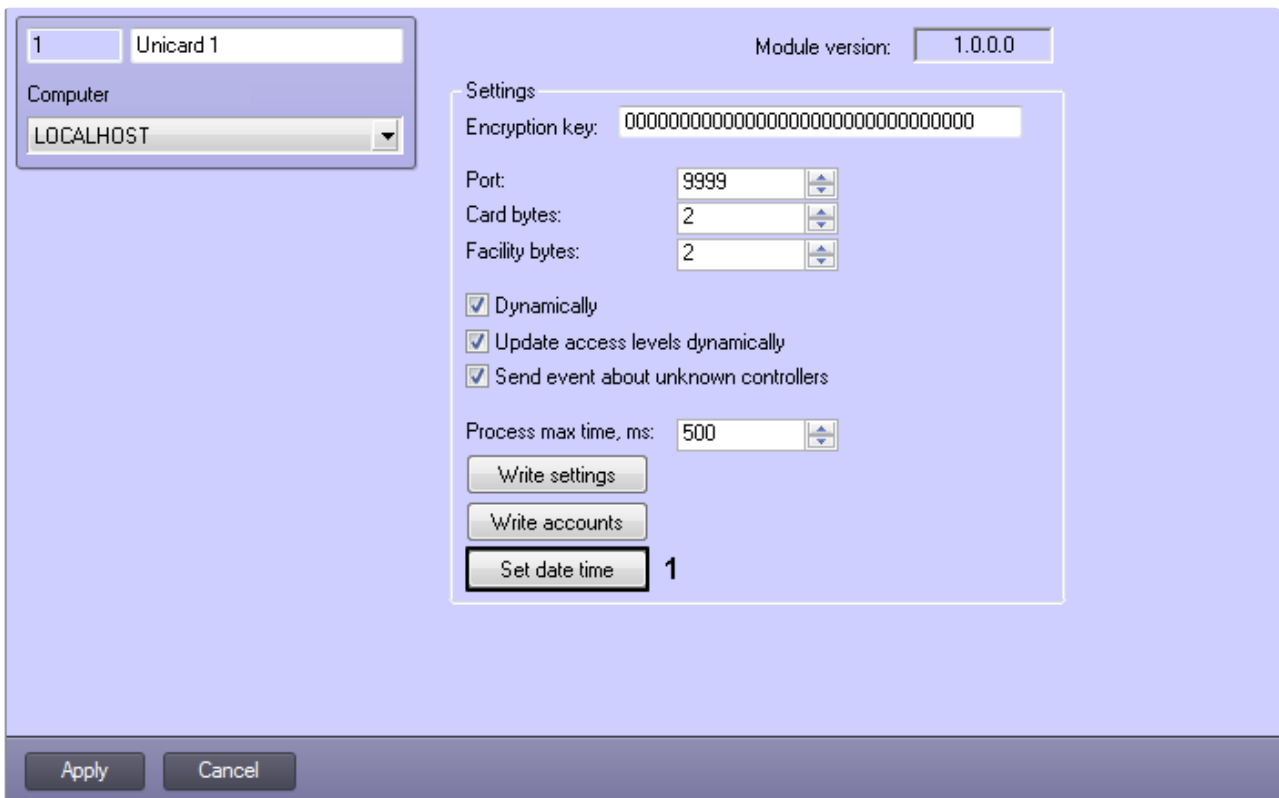 1 Unicard 1
Module version: 1.0.0.0
Computer
LOCALHOST
Settings
Encryption key: 00000000000000000000000000000000
Port: 9999
Card bytes: 2
Facility bytes: 2
Dynamically
Update access levels dynamically
Send event about unknown controllers
Process max time, ms: 500
Write settings
Write accounts
Set date time 1
Apply Cancel